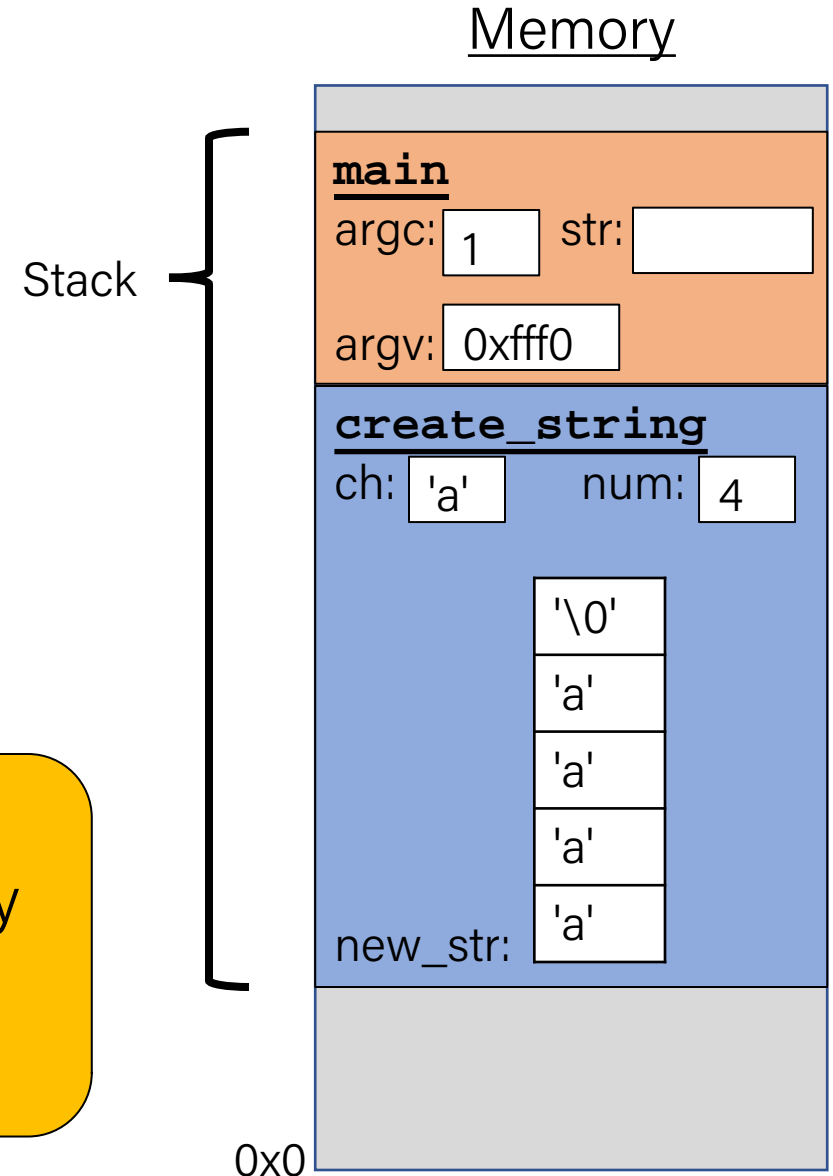 Memory
main
argc: 1 str:
Stack
argv: 0xfff0
create_string
ch: 'a' num: 4
'\0'
'a'
'a'
'a'
y
new_str: 'a'
0x0